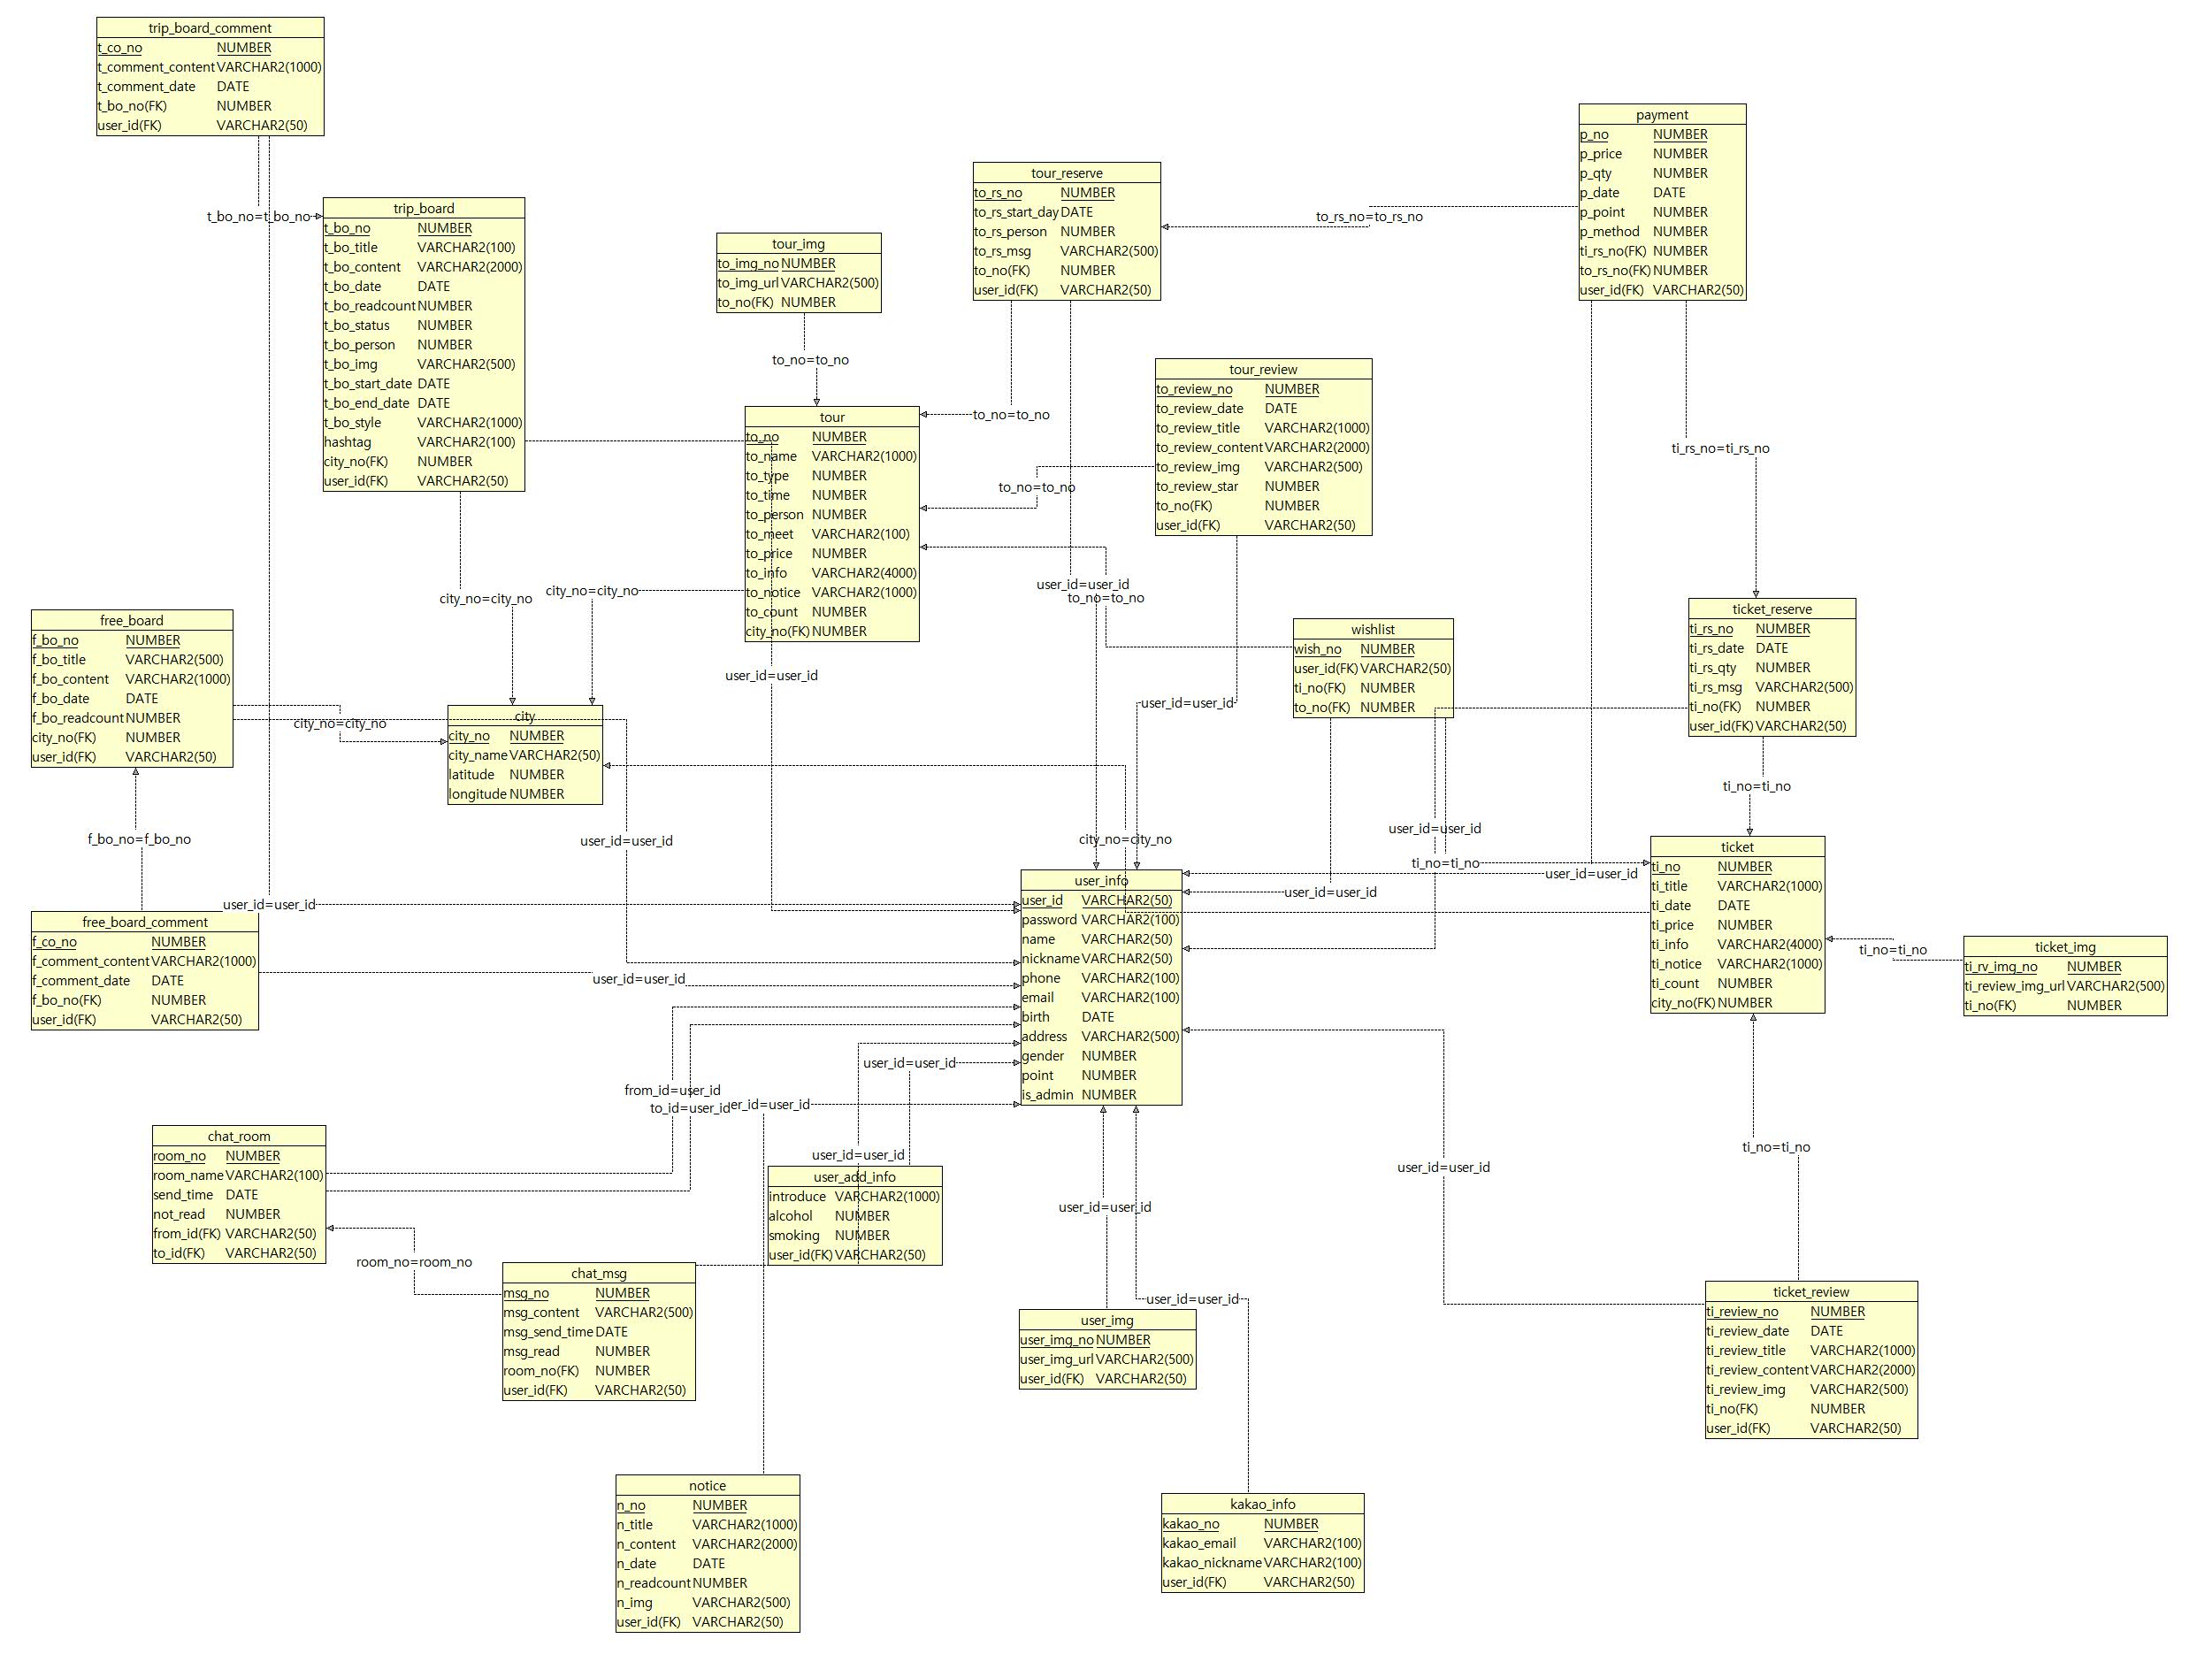 trip_board_comment
t_co_no NUMBER
t_comment_content VARCHAR2(1000)
t_comment_date DATE
t_bo_no(FK) NUMBER
user_id(FK) VARCHAR2(50)
payment
p_no NUMBER
p_price NUMBER
p_qty NUMBER
p_date DATE
p_point NUMBER
p_method NUMBER
ti_rs_no(FK) NUMBER
to_rs_no(FK) NUMBER
user_id(FK) VARCHAR2(50)
tour_reserve
to_rs_no NUMBER
to_rs_start_day DATE
to_rs_person NUMBER
to_rs_msg VARCHAR2(500)
to_no(FK) NUMBER
user_id(FK) VARCHAR2(50)
to_rs_no=to_rs_no
t_bo_no=t_bo_no
trip_board
t_bo_no NUMBER
t_bo_title VARCHAR2(100)
t_bo_content VARCHAR2(2000)
t_bo_date DATE
t_bo_readcount NUMBER
t_bo_status NUMBER
t_bo_person NUMBER
t_bo_img VARCHAR2(500)
t_bo_start_date DATE
t_bo_end_date DATE
t_bo_style VARCHAR2(1000)
hashtag VARCHAR2(100)
city_no(FK) NUMBER
user_id(FK) VARCHAR2(50)
tour_img
to_img_no NUMBER
to_img_url VARCHAR2(500)
to_no(FK) NUMBER
to_no=to_no
tour_review
to_review_no NUMBER
to_review_date DATE
to_review_title VARCHAR2(1000)
to_review_content VARCHAR2(2000)
to_review_img VARCHAR2(500)
to_review_star NUMBER
to_no(FK) NUMBER
user_id(FK) VARCHAR2(50)
tour
to_no NUMBER
to_name VARCHAR2(1000)
to_type NUMBER
to_time NUMBER
to_person NUMBER
to_meet VARCHAR2(100)
to_price NUMBER
to_info VARCHAR2(4000)
to_notice VARCHAR2(1000)
to_count NUMBER
city_no(FK) NUMBER
to_no=to_no
to_no=to_no
ti_rs_no=ti_rs_no
user_id=user_id
to_no=to_no
city_no=city_no
city_no=city_no
free_board
f_bo_no NUMBER
f_bo_title VARCHAR2(500)
f_bo_content VARCHAR2(1000)
f_bo_date DATE
f_bo_readcount NUMBER
city_no(FK) NUMBER
user_id(FK) VARCHAR2(50)
wishlist
wish_no NUMBER
user_id(FK) VARCHAR2(50)
ti_no(FK) NUMBER
to_no(FK) NUMBER
ticket_reserve
ti_rs_no NUMBER
ti_rs_date DATE
ti_rs_qty NUMBER
ti_rs_msg VARCHAR2(500)
ti_no(FK) NUMBER
user_id(FK) VARCHAR2(50)
user_id=user_id
user_id=user_id
city_no=city_no
city
city_no NUMBER
city_name VARCHAR2(50)
latitude NUMBER
longitude NUMBER
ti_no=ti_no
f_bo_no=f_bo_no
user_id=user_id
city_no=city_no
user_id=user_id
ti_no=ti_no
user_id=user_id
user_id=user_id
user_id=user_id
user_info
user_id VARCHAR2(50)
password VARCHAR2(100)
name VARCHAR2(50)
nickname VARCHAR2(50)
phone VARCHAR2(100)
email VARCHAR2(100)
birth DATE
address VARCHAR2(500)
gender NUMBER
point NUMBER
is_admin NUMBER
ticket
ti_no NUMBER
ti_title VARCHAR2(1000)
ti_date DATE
ti_price NUMBER
ti_info VARCHAR2(4000)
ti_notice VARCHAR2(1000)
ti_count NUMBER
city_no(FK) NUMBER
ti_no=ti_no
ticket_img
ti_rv_img_no NUMBER
ti_review_img_url VARCHAR2(500)
ti_no(FK) NUMBER
free_board_comment
f_co_no NUMBER
f_comment_content VARCHAR2(1000)
f_comment_date DATE
f_bo_no(FK) NUMBER
user_id(FK) VARCHAR2(50)
user_id=user_id
user_id=user_id
from_id=user_id
to_id=user_id
er_id=user_id
chat_room
room_no NUMBER
room_name VARCHAR2(100)
send_time DATE
not_read NUMBER
from_id(FK) VARCHAR2(50)
to_id(FK) VARCHAR2(50)
user_id=user_id
user_add_info
introduce VARCHAR2(1000)
alcohol NUMBER
smoking NUMBER
user_id(FK) VARCHAR2(50)
user_id=user_id
user_id=user_id
ti_no=ti_no
room_no=room_no
chat_msg
msg_no NUMBER
msg_content VARCHAR2(500)
msg_send_time DATE
msg_read NUMBER
room_no(FK) NUMBER
user_id(FK) VARCHAR2(50)
user_id=user_id
user_img
user_img_no NUMBER
user_img_url VARCHAR2(500)
user_id(FK) VARCHAR2(50)
ticket_review
ti_review_no NUMBER
ti_review_date DATE
ti_review_title VARCHAR2(1000)
ti_review_content VARCHAR2(2000)
ti_review_img VARCHAR2(500)
ti_no(FK) NUMBER
user_id(FK) VARCHAR2(50)
notice
n_no NUMBER
n_title VARCHAR2(1000)
n_content VARCHAR2(2000)
n_date DATE
n_readcount NUMBER
n_img VARCHAR2(500)
user_id(FK) VARCHAR2(50)
kakao_info
kakao_no NUMBER
kakao_email VARCHAR2(100)
kakao_nickname VARCHAR2(100)
user_id(FK) VARCHAR2(50)